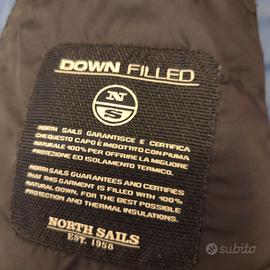 DOWN FILLED
N
S
NORTH SAILS GARANTISCE E CERTIFICA
CHE QUESTO CAPO È IMBOTTITO CON PIUMA
NATURALE 100% PER OFFRIRE LA MIGLIORE
PROTEZIONE ED ISOLAMENTO TERMICO.
NORTH SAILS GUARANTEES AND CERTIFIES
THAT THIS GARMENT IS FILLED WITH 100%
NATURAL DOWN, FOR THE BEST POSSIBLE
PROTECTION AND THERMAL INSULATIONS.
NORTH SAILS
EST. 1958
subito